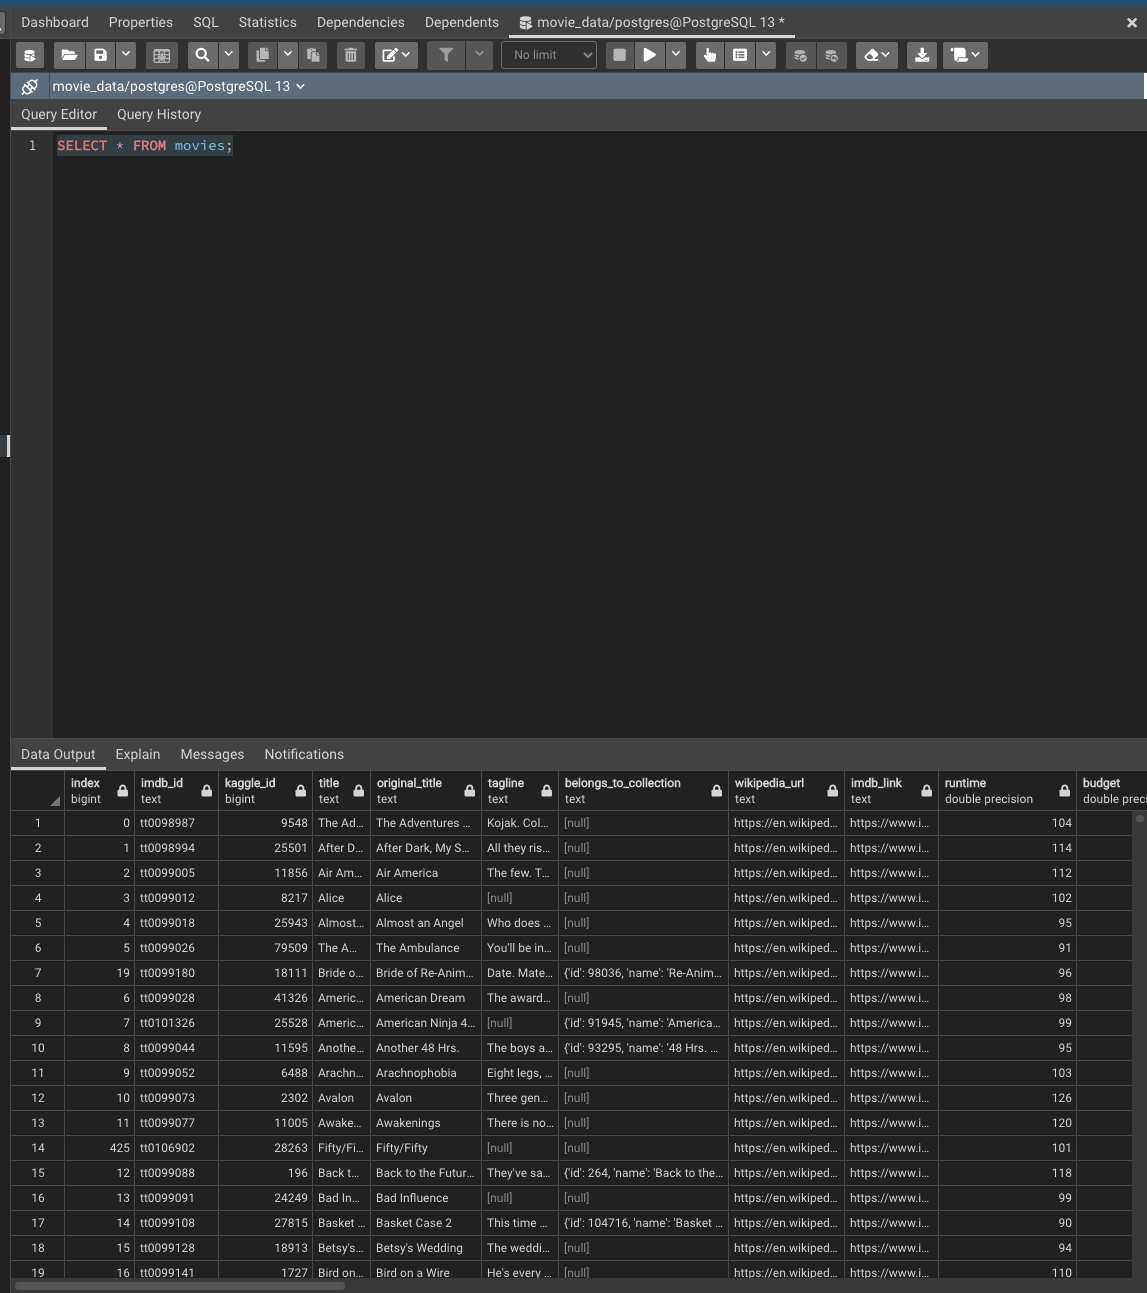 Dashboard Properties SQL Statistics Dependencies Dependents movie_data/postgres@PostgreSQL 13 *
No limit
movie_data/postgres@PostgreSQL 13
Query Editor Query History
1 SELECT * FROM movies;
Data Output Explain Messages Notifications
index imdb_id kaggle_id title original_title tagline belongs_to_collection wikipedia_url imdb_link runtime budget
bigint text bigint text text text text text text double precision double preci
1 0 tt0098987 9548 The Ad... The Adventures ... Kojak. Col... [null] https://en.wikiped... https://www.i... 104
2 1 tt0098994 25501 After D... After Dark, My S... All they ris... [null] https://en.wikiped... https://www.i... 114
3 2 tt0099005 11856 Air Am... Air America The few. T... [null] https://en.wikiped... https://www.i... 112
4 3 tt0099012 8217 Alice Alice [null] [null] https://en.wikiped... https://www.i... 102
5 4 tt0099018 25943 Almost... Almost an Angel Who does ... [null] https://en.wikiped... https://www.i... 95
6 5 tt0099026 79509 The A... The Ambulance You'll be in... [null] https://en.wikiped... https://www.i... 91
7 19 tt0099180 18111 Bride o... Bride of Re-Anim... Date. Mate... {'id': 98036, 'name': 'Re-Anim... https://en.wikiped... https://www.i... 96
8 6 tt0099028 41326 Americ... American Dream The award... [null] https://en.wikiped... https://www.i... 98
9 7 tt0101326 25528 Americ... American Ninja 4... [null] {'id': 91945, 'name': 'America... https://en.wikiped... https://www.i... 99
10 8 tt0099044 11595 Anothe... Another 48 Hrs. The boys a... {'id': 93295, 'name': '48 Hrs. ... https://en.wikiped... https://www.i... 95
11 9 tt0099052 6488 Arachn... Arachnophobia Eight legs, ... [null] https://en.wikiped... https://www.i... 103
12 10 tt0099073 2302 Avalon Avalon Three gen... [null] https://en.wikiped... https://www.i... 126
13 11 tt0099077 11005 Awake... Awakenings There is no... [null] https://en.wikiped... https://www.i... 120
14 425 tt0106902 28263 Fifty/Fi... Fifty/Fifty [null] [null] https://en.wikiped... https://www.i... 101
15 12 tt0099088 196 Back t... Back to the Futur... They've sa... {'id': 264, 'name': 'Back to the... https://en.wikiped... https://www.i... 118
16 13 tt0099091 24249 Bad In... Bad Influence [null] [null] https://en.wikiped... https://www.i... 99
17 14 tt0099108 27815 Basket ... Basket Case 2 This time ... {'id': 104716, 'name': 'Basket ... https://en.wikiped... https://www.i... 90
18 15 tt0099128 18913 Betsy's... Betsy's Wedding The weddi... [null] https://en.wikiped... https://www.i... 94
19 16 tt0099141 1727 Bird on... Bird on a Wire He's every ... [null] https://en.wikiped... https://www.i... 110